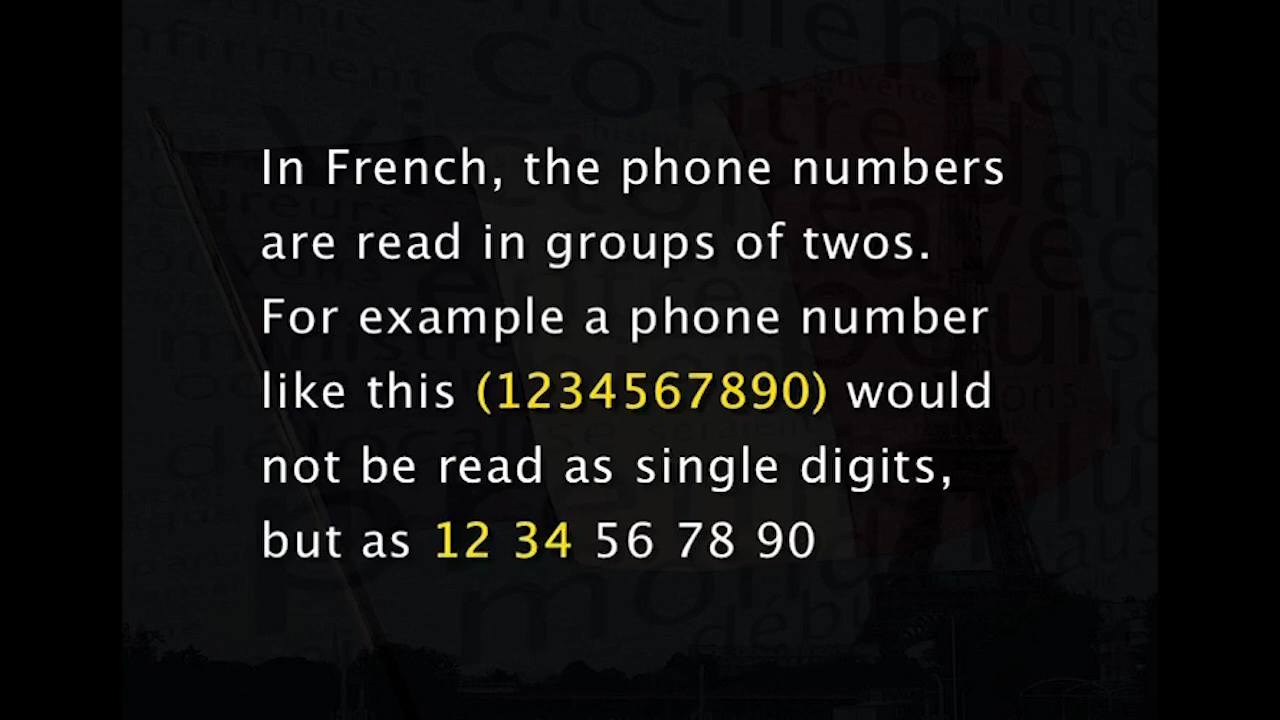 In French, the phone numbers
are read in groups of twos.
For example a phone number
like this (1234567890) would
not be read as single digits,
but as 12 34 56 78 90